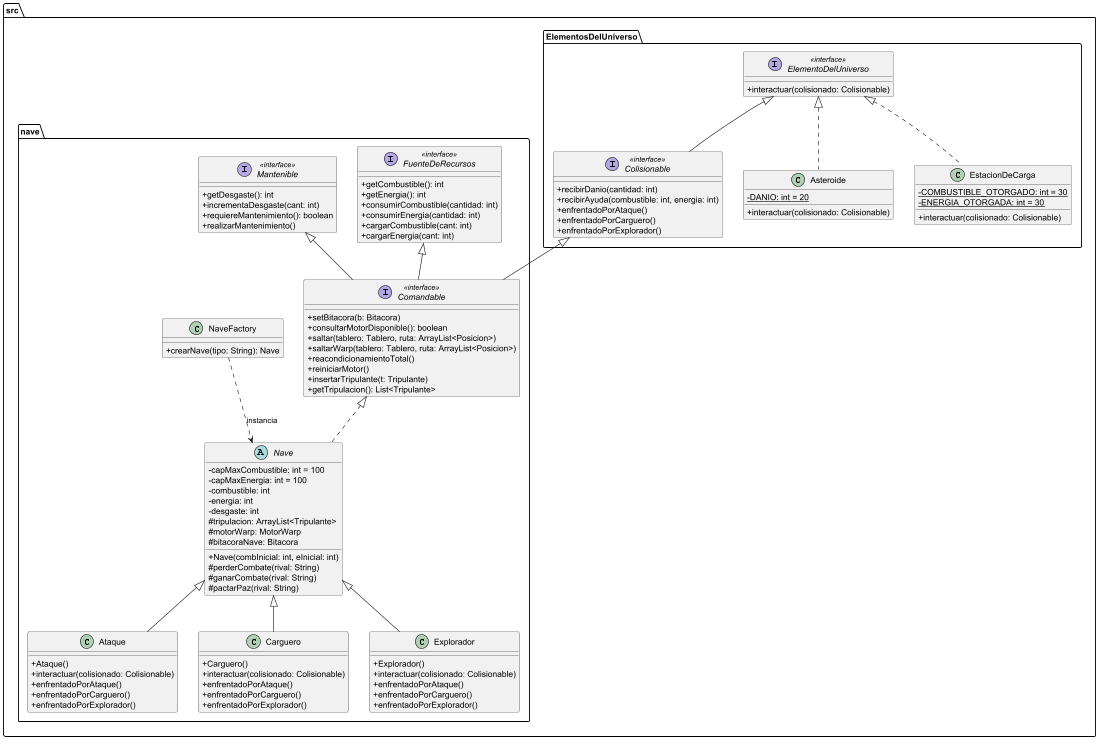 src
ElementosDelUniverso
I
«interface»
ElementoDelUniverso
+interactuar(colisionado: Colisionable)
I
«interface»
Colisionable
+recibirDanio(cantidad: int)
+recibirAyuda(combustible: int, energia: int)
+enfrentadoPorAtaque()
+enfrentadoPorCarguero()
+enfrentadoPorExplorador()
C
Asteroide
-DANIO: int = 20
+interactuar(colisionado: Colisionable)
C
EstacionDeCarga
-COMBUSTIBLE_OTORGADO: int = 30
-ENERGIA_OTORGADA: int = 30
+interactuar(colisionado: Colisionable)
nave
I
«interface»
Mantenible
+getDesgaste(): int
+incrementaDesgaste(cant: int)
+requiereMantenimiento(): boolean
+realizarMantenimiento()
I
«interface»
FuenteDeRecursos
+getCombustible(): int
+getEnergia(): int
+consumirCombustible(cantidad: int)
+consumirEnergia(cantidad: int)
+cargarCombustible(cant: int)
+cargarEnergia(cant: int)
I
«interface»
Comandable
+setBitacora(b: Bitacora)
+consultarMotorDisponible(): boolean
+saltar(tablero: Tablero, ruta: ArrayList<Posicion>)
+saltarWarp(tablero: Tablero, ruta: ArrayList<Posicion>)
+reacondicionamientoTotal()
+reiniciarMotor()
+insertarTripulante(t: Tripulante)
+getTripulacion(): List<Tripulante>
C
NaveFactory
+crearNave(tipo: String): Nave
instancia
A
Nave
-capMaxCombustible: int = 100
-capMaxEnergia: int = 100
-combustible: int
-energia: int
-desgaste: int
#tripulacion: ArrayList<Tripulante>
#motorWarp: MotorWarp
#bitacoraNave: Bitacora
+Nave(combInicial: int, eInicial: int)
#perderCombate(rival: String)
#ganarCombate(rival: String)
#pactarPaz(rival: String)
C
Ataque
+Ataque()
+interactuar(colisionado: Colisionable)
+enfrentadoPorAtaque()
+enfrentadoPorCarguero()
+enfrentadoPorExplorador()
C
Carguero
+Carguero()
+interactuar(colisionado: Colisionable)
+enfrentadoPorAtaque()
+enfrentadoPorCarguero()
+enfrentadoPorExplorador()
C
Explorador
+Explorador()
+interactuar(colisionado: Colisionable)
+enfrentadoPorAtaque()
+enfrentadoPorCarguero()
+enfrentadoPorExplorador()